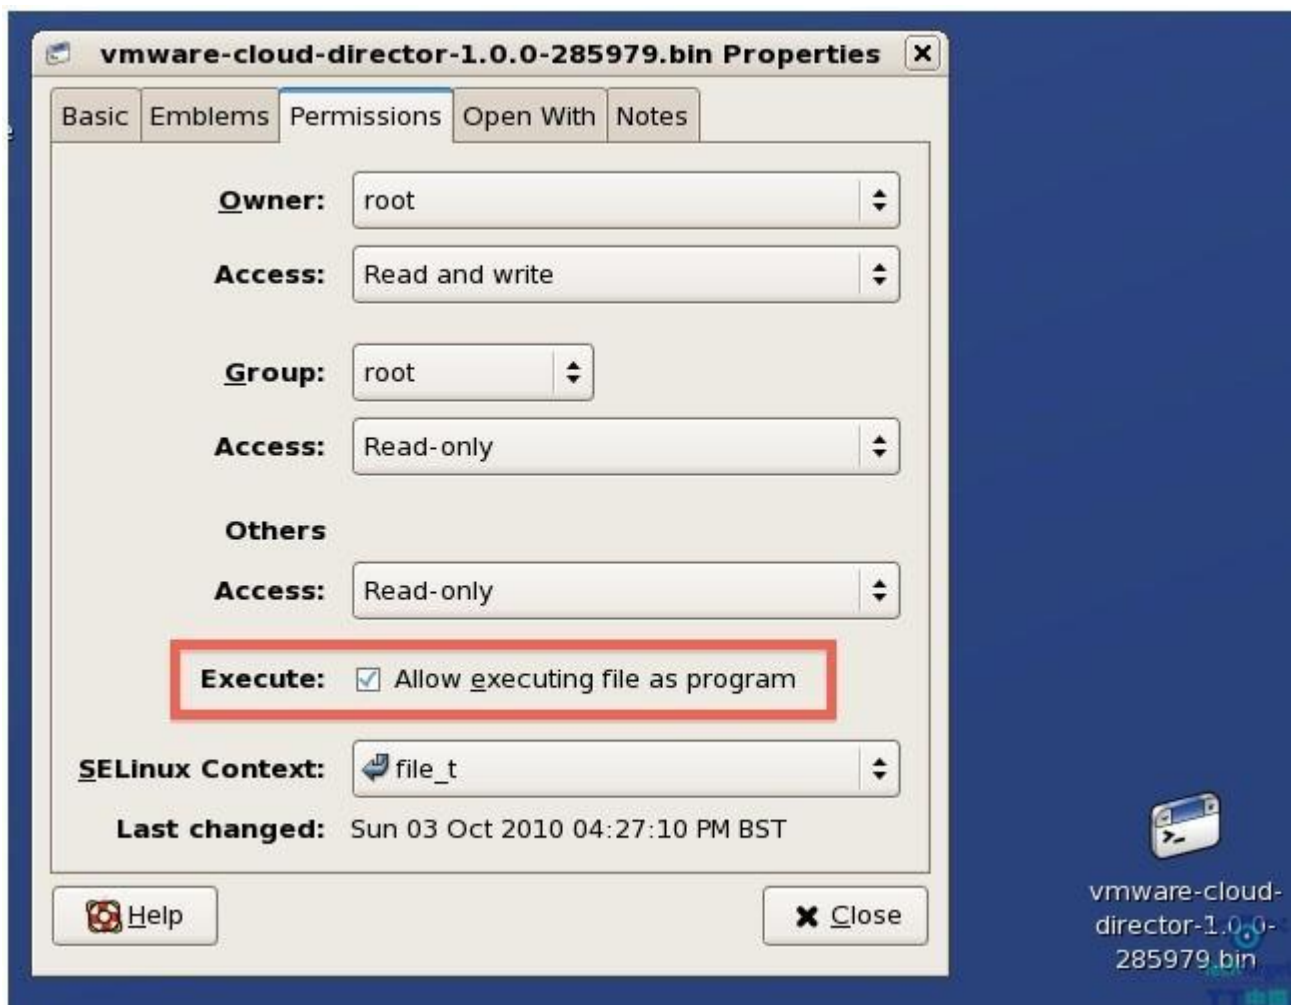 vmware-cloud-director-1.0.0-285979.bin Properties
Basic Emblems Permissions Open With Notes
Owner: root
Access: Read and write
Group: root
Access: Read-only
Others
Access: Read-only
Execute: Allow executing file as program
SELinux Context: file_t
Last changed: Sun 03 Oct 2010 04:27:10 PM BST
Help Close
vmware-cloud-
director-1.0.0-
285979.bin